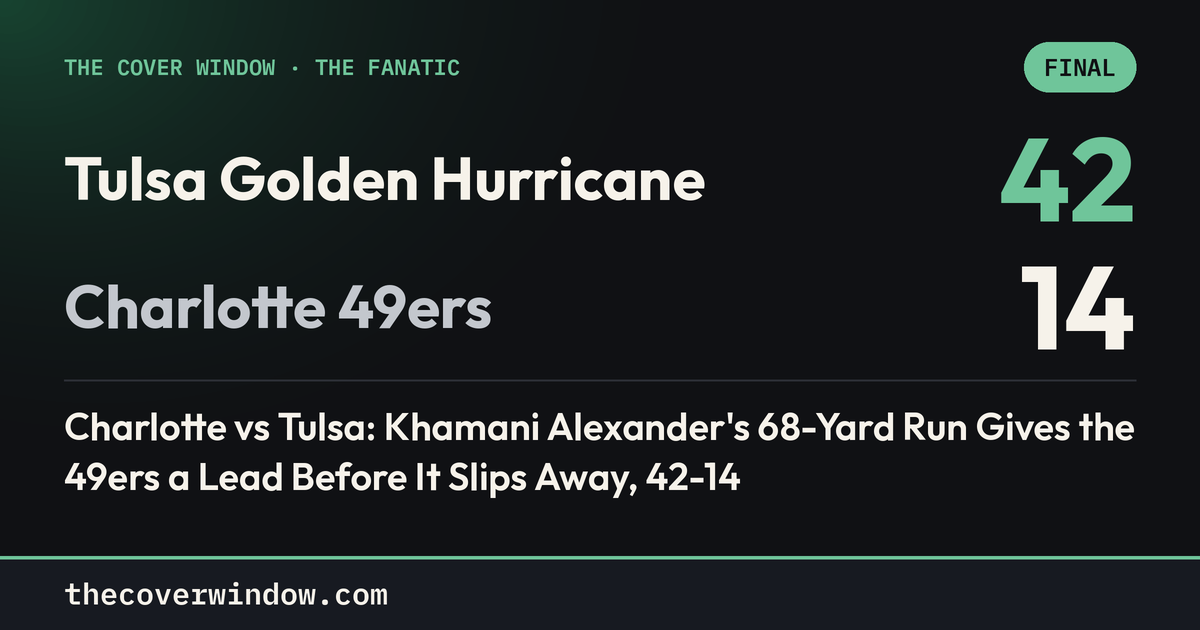 THE COVER WINDOW · THE FANATIC
FINAL
Tulsa Golden Hurricane
42
Charlotte 49ers
14
Charlotte vs Tulsa: Khamani Alexander's 68-Yard Run Gives the
49ers a Lead Before It Slips Away, 42-14
thecoverwindow.com